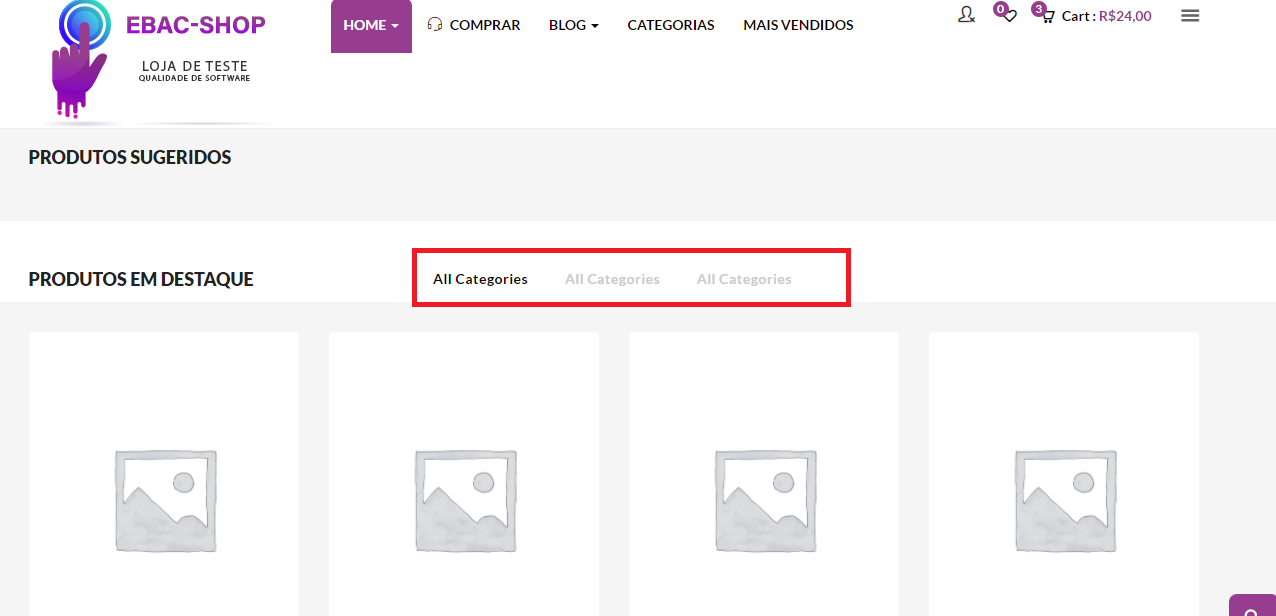 EBAC-SHOP
LOJA DE TESTE
QUALIDADE DE SOFTWARE
HOME COMPRAR BLOG CATEGORIAS MAIS VENDIDOS
0 3 Cart : R$24,00
PRODUTOS SUGERIDOS
PRODUTOS EM DESTAQUE All Categories All Categories All Categories